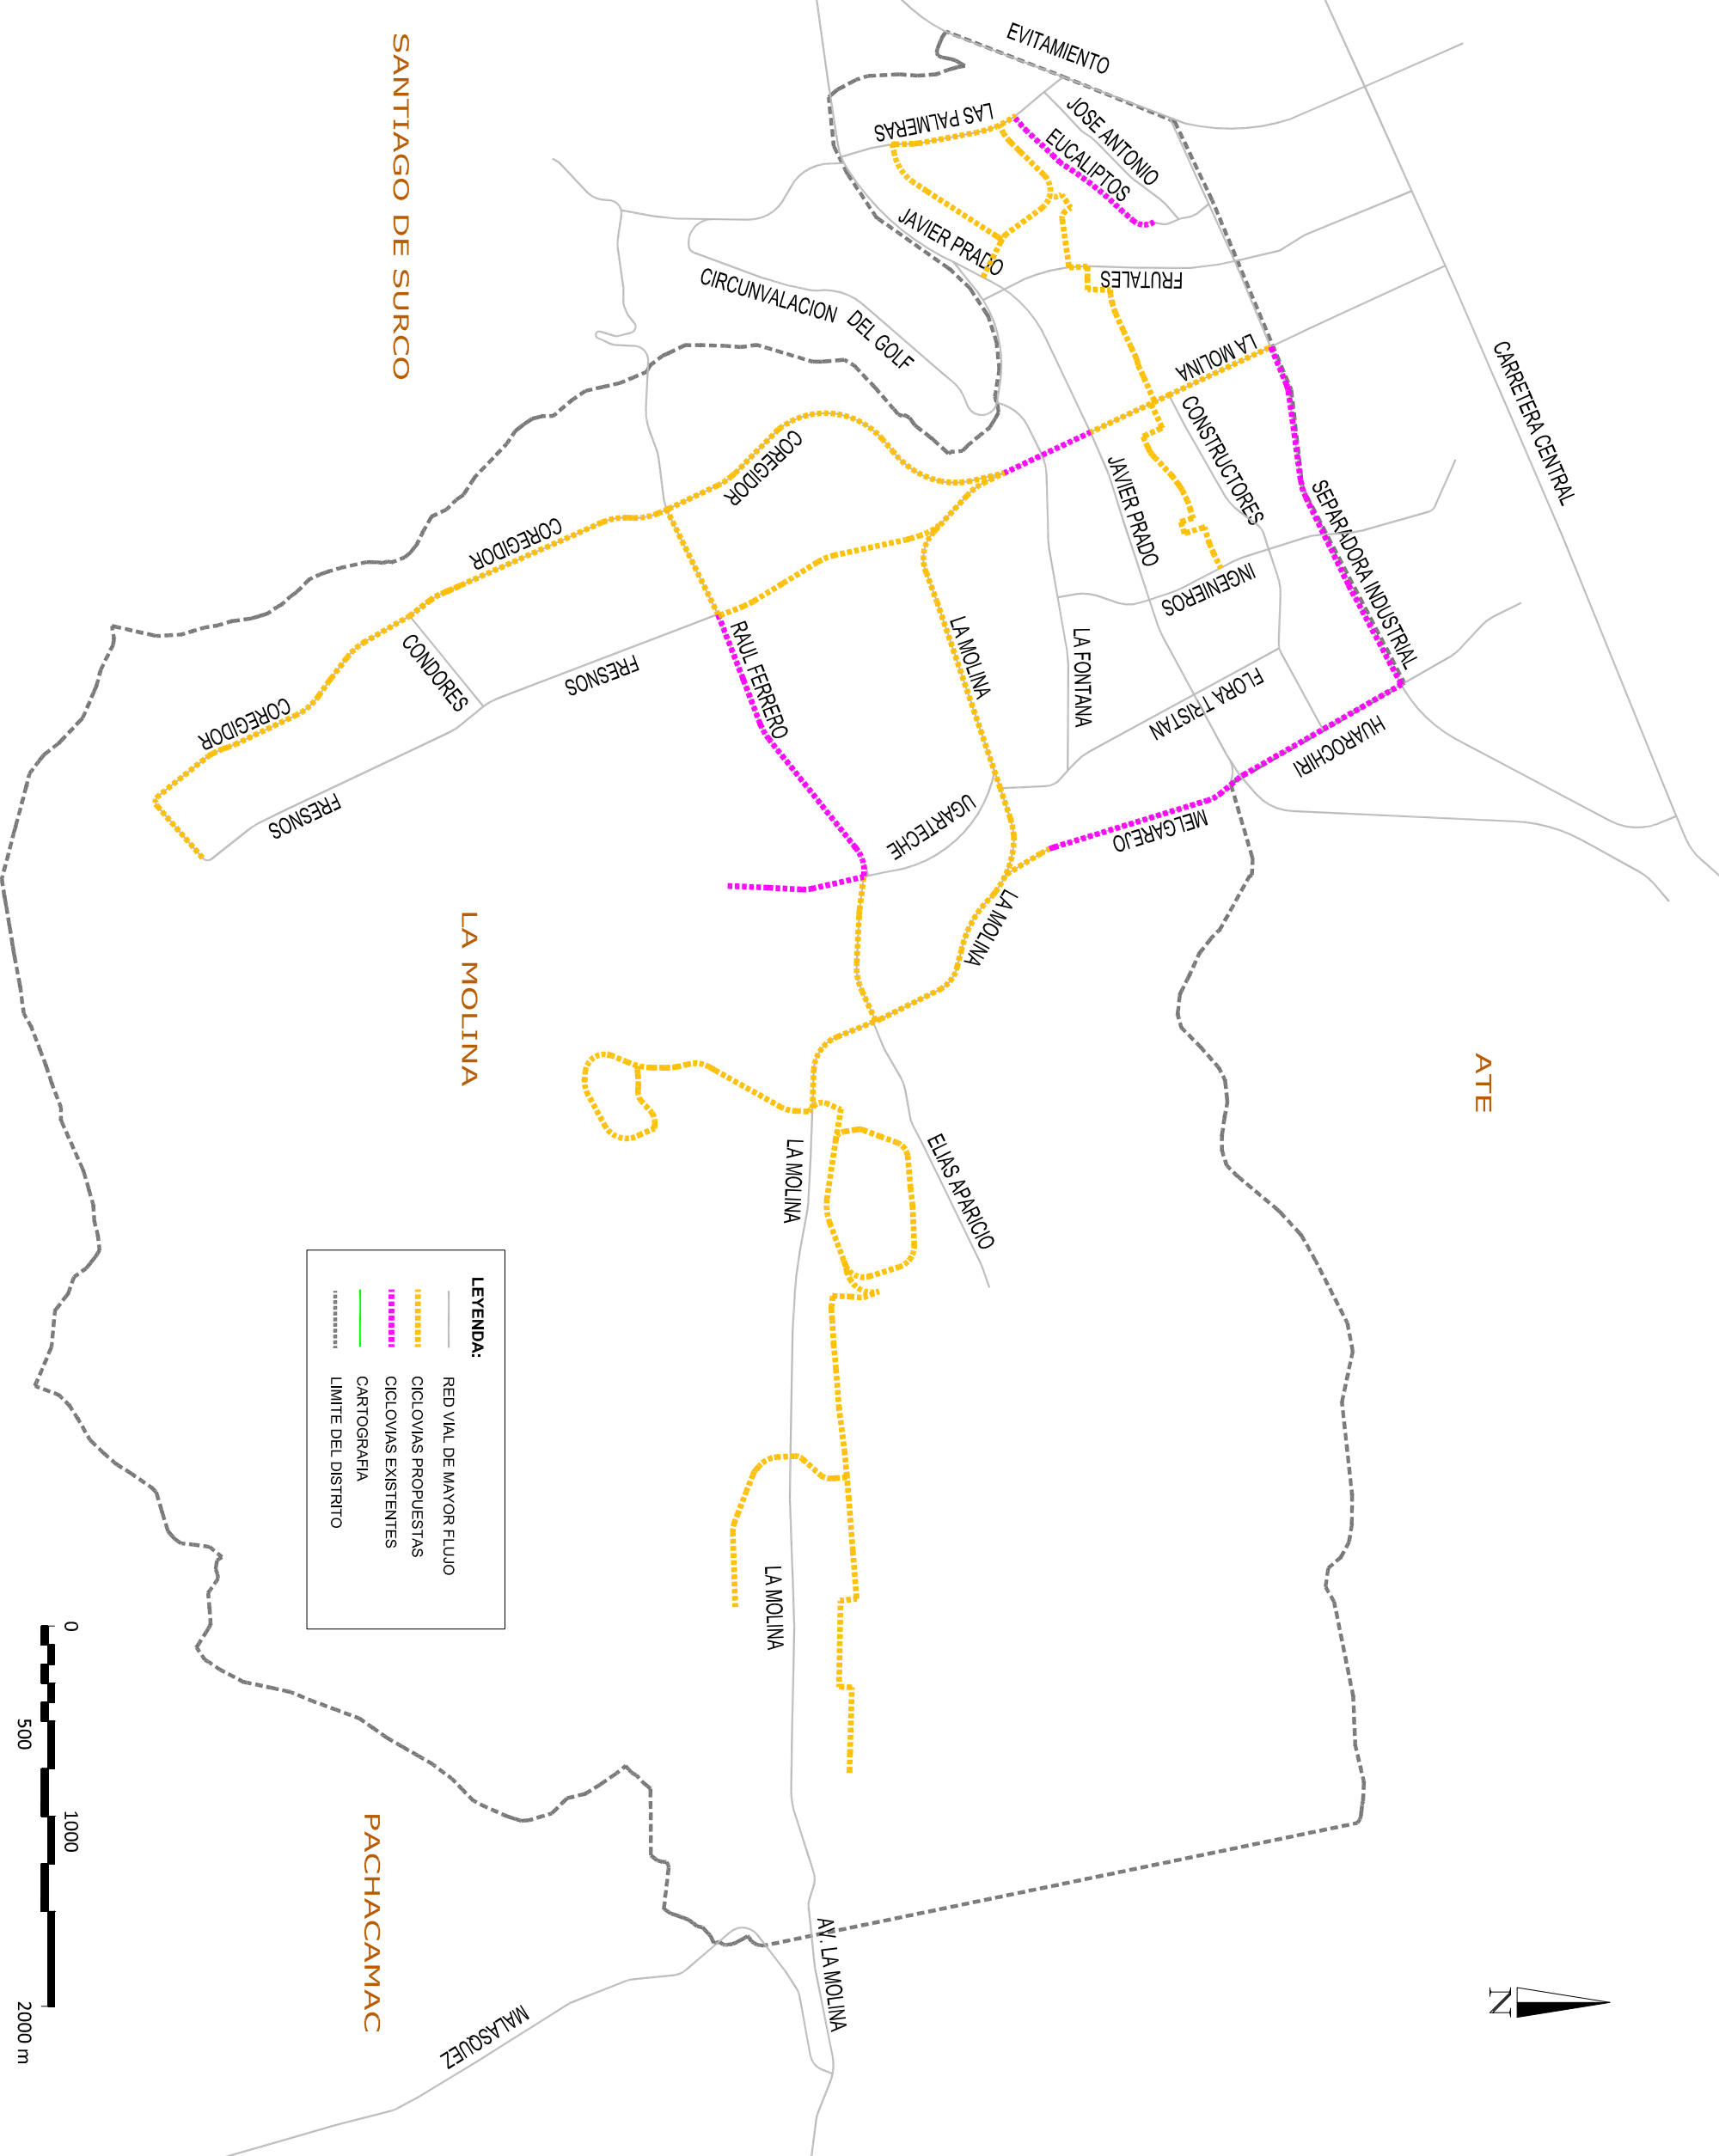 SANTIAGO DE SURCO
EVITAMIENTO
JOSE ANTONIO
EUCALIPTOS
LAS PALMERAS
JAVIER PRADO
FRUTALES
CIRCUNVALACION DEL GOLF
LA MOLINA
CARRETERA CENTRAL
CONSTRUCTORES
JAVIER PRADO
SEPARADORA INDUSTRIAL
INGENIEROS
COREGIDOR
COREGIDOR
COREGIDOR
CONDORES
FRESNOS
FRESNOS
RAUL FERRERO
LA MOLINA
LA FONTANA
FLORA TRISTAN
HUAROCHIRI
MELGAREJO
UGARTECHE
LA MOLINA
LA MOLINA
ATE
ELIAS APARICIO
LA MOLINA
LA MOLINA
AV. LA MOLINA
MALASQUEZ
PACHACAMAC
LEYENDA:
RED VIAL DE MAYOR FLUJO
CICLOVIAS PROPUESTAS
CICLOVIAS EXISTENTES
CARTOGRAFIA
LIMITE DEL DISTRITO
0
500
1000
2000 m
N